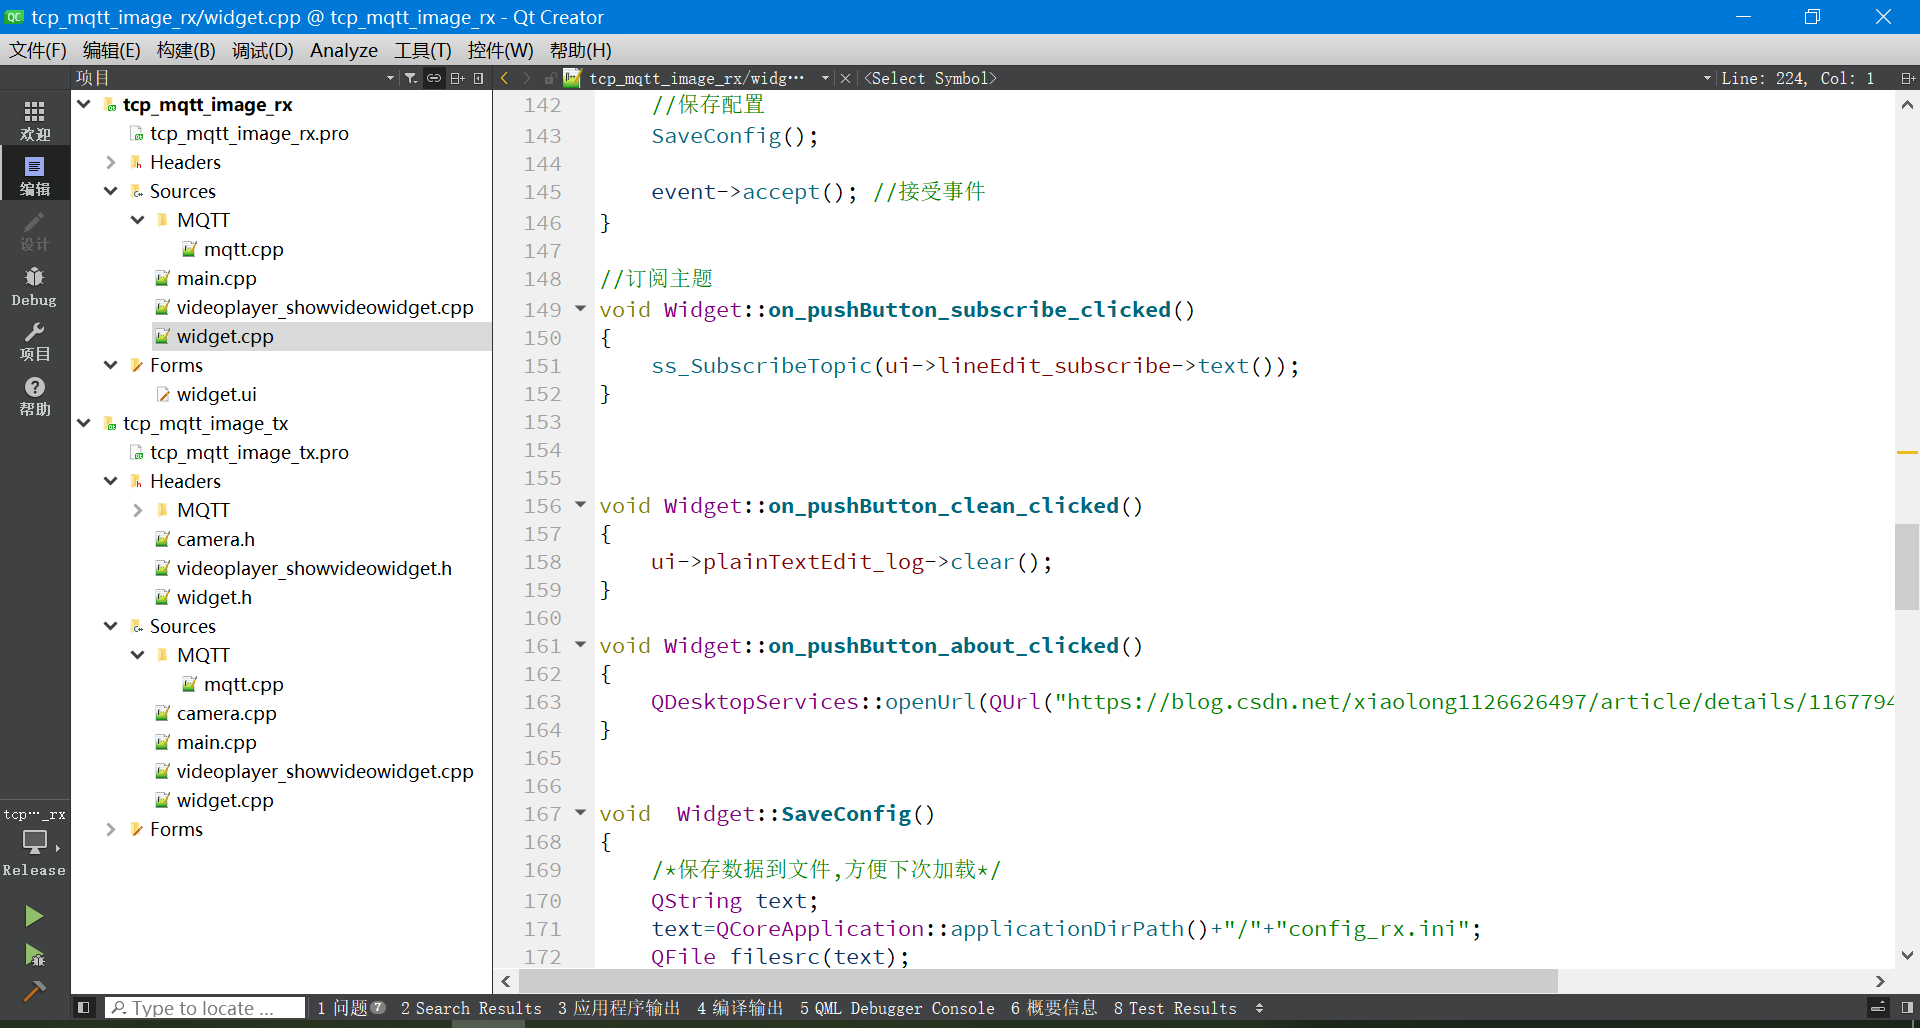 tcp_mqtt_image_rx/widget.cpp @ tcp_mqtt_image_rx - Qt Creator
文件(F) 编辑(E) 构建(B) 调试(D) Analyze 工具(T) 控件(W) 帮助(H)
项目
tcp_mqtt_image_rx/widg… <Select Symbol> Line: 224, Col: 1
欢迎
编辑
设计
Debug
项目
帮助
tcp…_rx
Release
tcp_mqtt_image_rx
tcp_mqtt_image_rx.pro
Headers
Sources
MQTT
mqtt.cpp
main.cpp
videoplayer_showvideowidget.cpp
widget.cpp
Forms
widget.ui
tcp_mqtt_image_tx
tcp_mqtt_image_tx.pro
Headers
MQTT
camera.h
videoplayer_showvideowidget.h
widget.h
Sources
MQTT
mqtt.cpp
camera.cpp
main.cpp
videoplayer_showvideowidget.cpp
widget.cpp
Forms
142 //保存配置
143 SaveConfig();
144
145 event->accept(); //接受事件
146 }
147
148 //订阅主题
149 void Widget::on_pushButton_subscribe_clicked()
150 {
151 ss_SubscribeTopic(ui->lineEdit_subscribe->text());
152 }
153
154
155
156 void Widget::on_pushButton_clean_clicked()
157 {
158 ui->plainTextEdit_log->clear();
159 }
160
161 void Widget::on_pushButton_about_clicked()
162 {
163 QDesktopServices::openUrl(QUrl("https://blog.csdn.net/xiaolong1126626497/article/details/1167794
164 }
165
166
167 void  Widget::SaveConfig()
168 {
169 /*保存数据到文件,方便下次加载*/
170 QString text;
171 text=QCoreApplication::applicationDirPath()+"/"+"config_rx.ini";
172 QFile filesrc(text);
Type to locate ... 1 问题 7 2 Search Results 3 应用程序输出 4 编译输出 5 QML Debugger Console 6 概要信息 8 Test Results